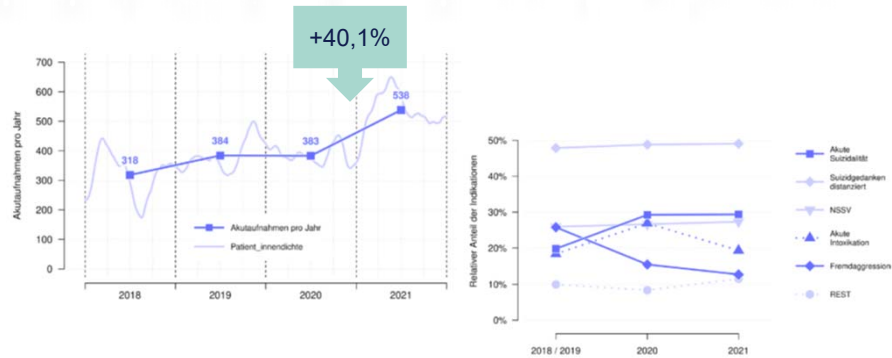 +40,1%
Akutaufnahmen pro Jahr
700
600
500
400
300
200
100
0
318
384
383
538
Akutaufnahmen pro Jahr
Patient_innendichte
2018
2019
2020
2021
Relativer Anteil der Indikationen
50%
40%
30%
20%
10%
0%
2018 / 2019
2020
2021
Akute
Suizidalität
Suizidgedanken
distanziert
NSSV
Akute
Intoxikation
Fremdaggression
REST